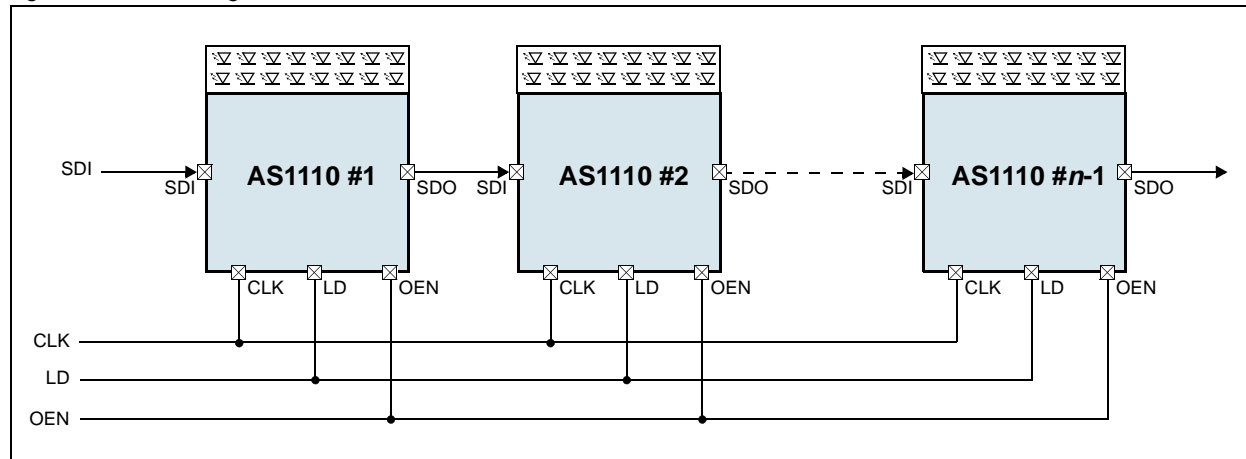 SDI
SDI
AS1110 #1
SDO
SDI
AS1110 #2
SDO
SDI
AS1110 #n-1
SDO
CLK
LD
OEN
CLK
LD
OEN
CLK
LD
OEN
CLK
LD
OEN